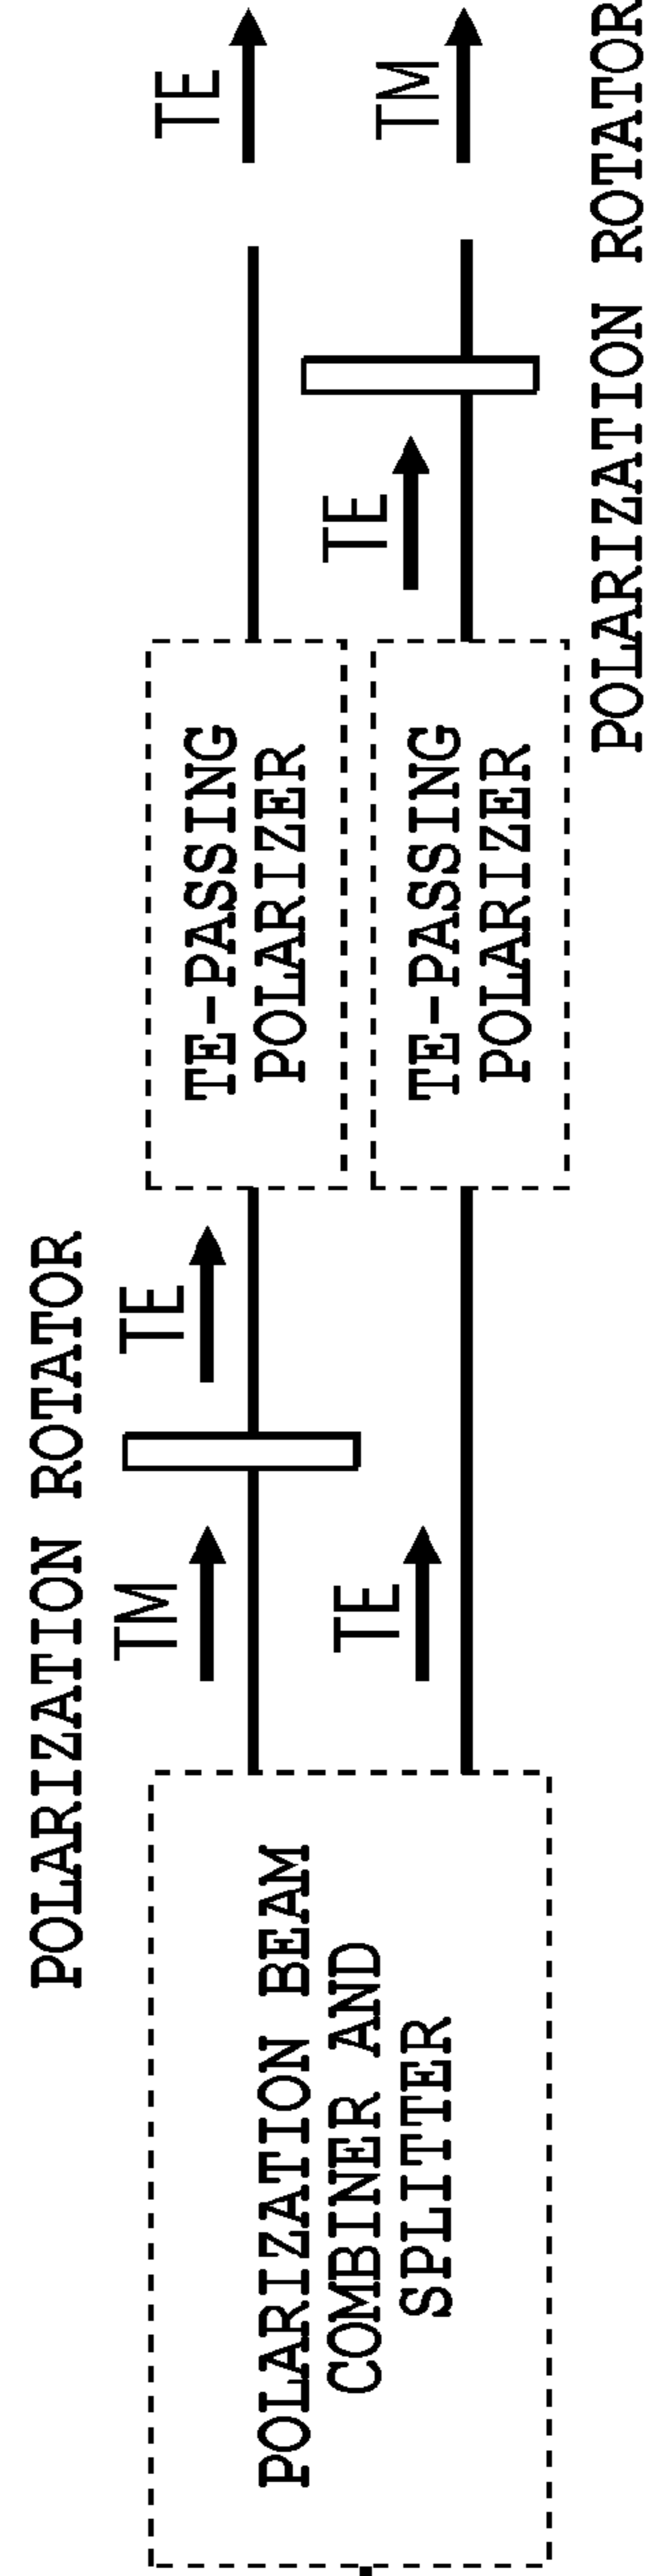 POLARIZATION ROTATOR
TM
TE
TE
TE
POLARIZATION BEAM
COMBINER AND
SPLITTER
TE-PASSING
POLARIZER
TE-PASSING
POLARIZER
TE
TM
POLARIZATION ROTATOR